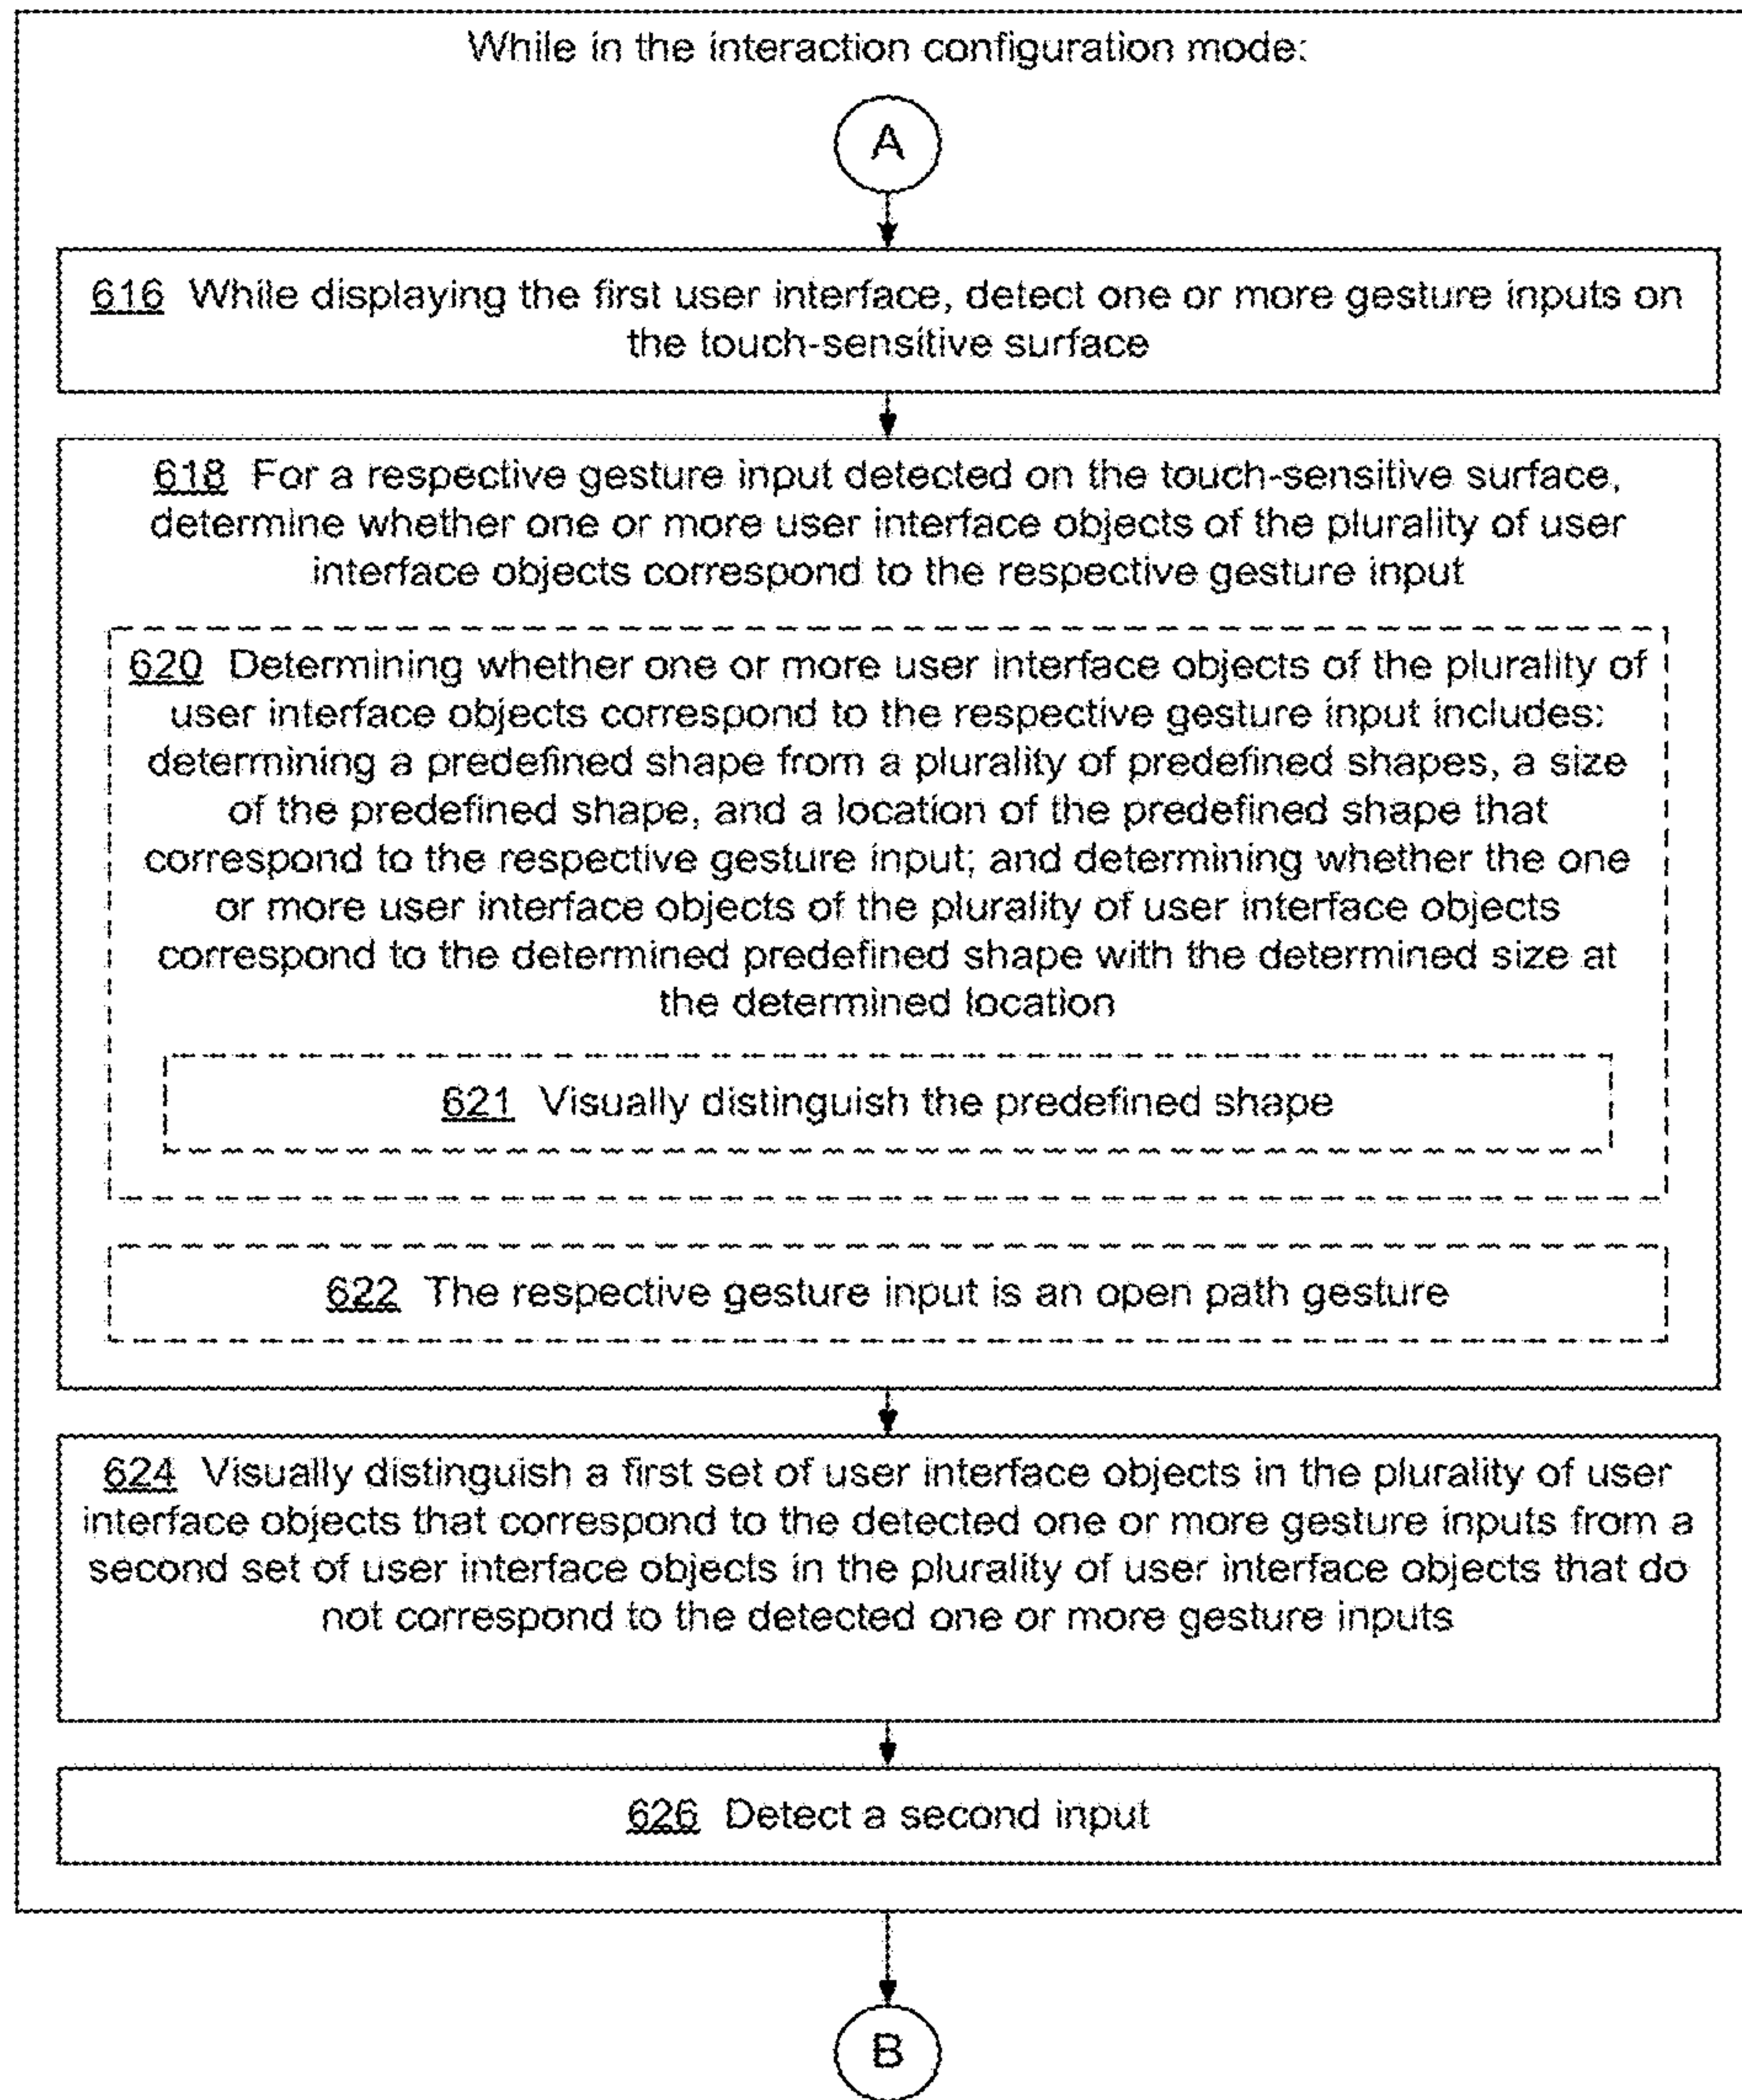 While in the interaction configuration mode:
A
616 While displaying the first user interface, detect one or more gesture inputs on
the touch-sensitive surface
618 For a respective gesture input detected on the touch-sensitive surface,
determine whether one or more user interface objects of the plurality of user
interface objects correspond to the respective gesture input
620 Determining whether one or more user interface objects of the plurality of
user interface objects correspond to the respective gesture input includes:
determining a predefined shape from a plurality of predefined shapes, a size
of the predefined shape, and a location of the predefined shape that
correspond to the respective gesture input; and determining whether the one
or more user interface objects of the plurality of user interface objects
correspond to the determined predefined shape with the determined size at
the determined location
621 Visually distinguish the predefined shape
622 The respective gesture input is an open path gesture
624 Visually distinguish a first set of user interface objects in the plurality of user
interface objects that correspond to the detected one or more gesture inputs from a
second set of user interface objects in the plurality of user interface objects that do
not correspond to the detected one or more gesture inputs
626 Detect a second input
B